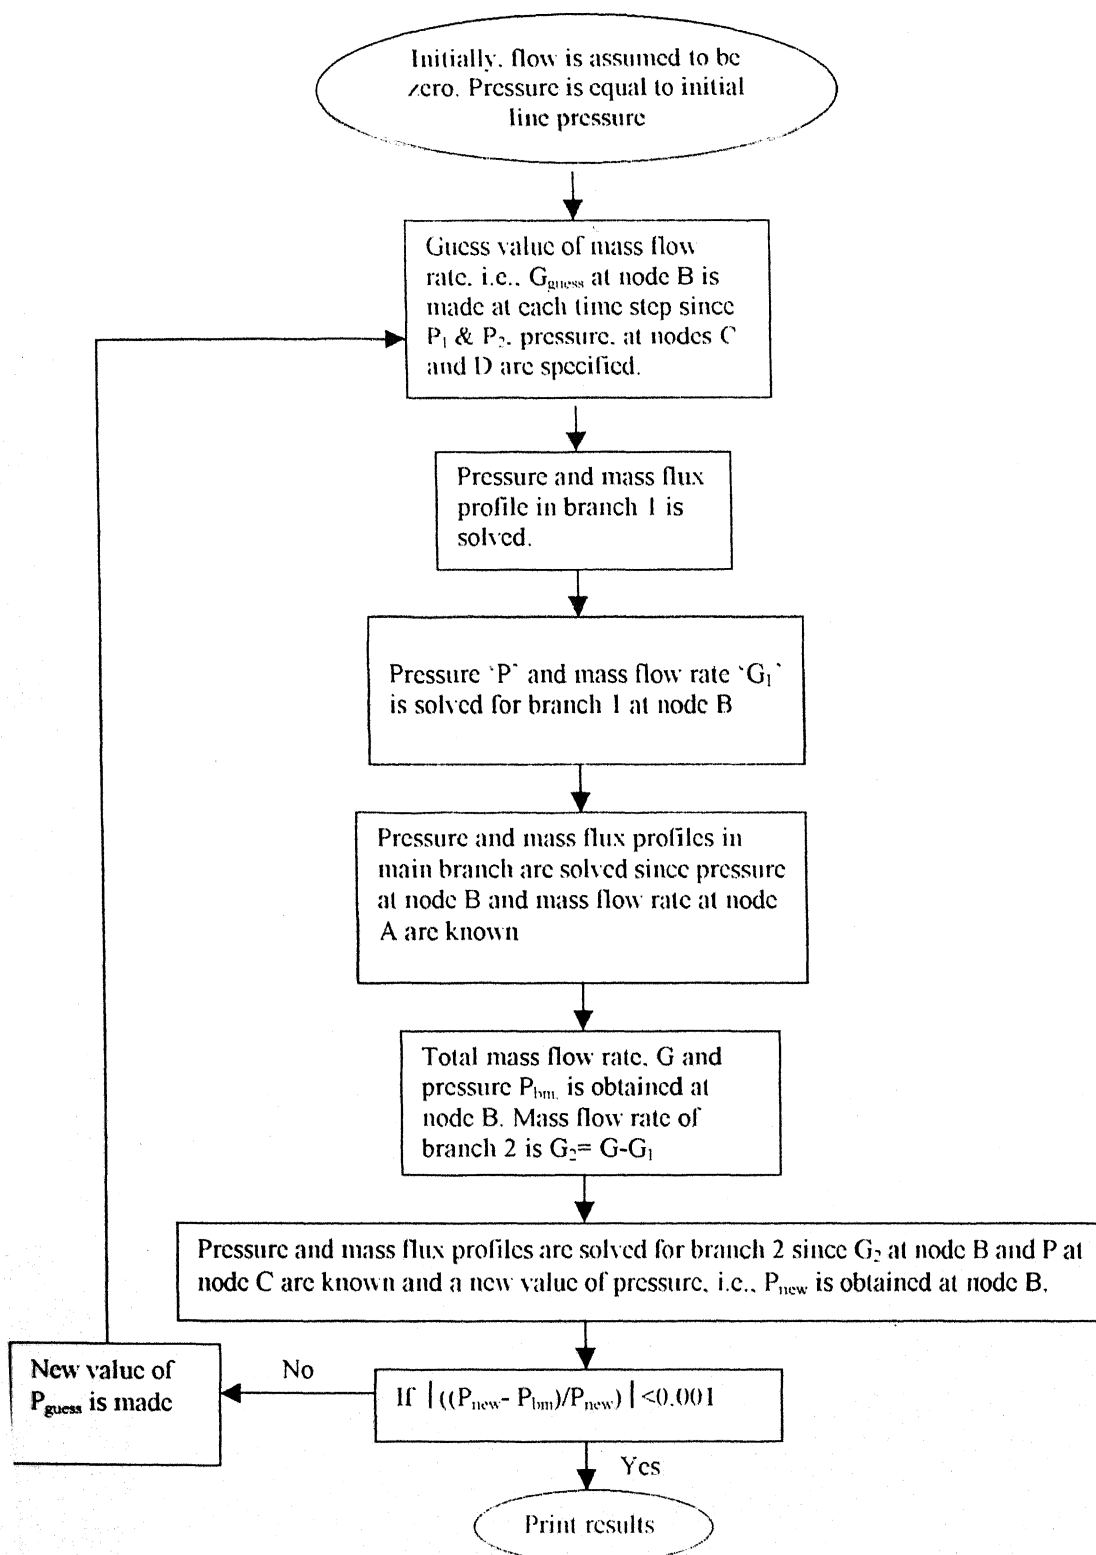 Initially, flow is assumed to be
zero. Pressure is equal to initial
line pressure
Guess value of mass flow
rate. i.e., G_guess at node B is
made at each time step since
P₁ & P₂, pressure, at nodes C
and D are specified.
Pressure and mass flux
profile in branch 1 is
solved.
Pressure ‘P’ and mass flow rate ‘G₁’
is solved for branch 1 at node B
Pressure and mass flux profiles in
main branch are solved since pressure
at node B and mass flow rate at node
A are known
Total mass flow rate, G and
pressure P_bm, is obtained at
node B. Mass flow rate of
branch 2 is G₂= G-G₁
Pressure and mass flux profiles are solved for branch 2 since G₂ at node B and P at
node C are known and a new value of pressure, i.e., P_new is obtained at node B.
New value of
P_guess is made
No
If |((P_new- P_bm)/P_new) | <0.001
Yes
Print results